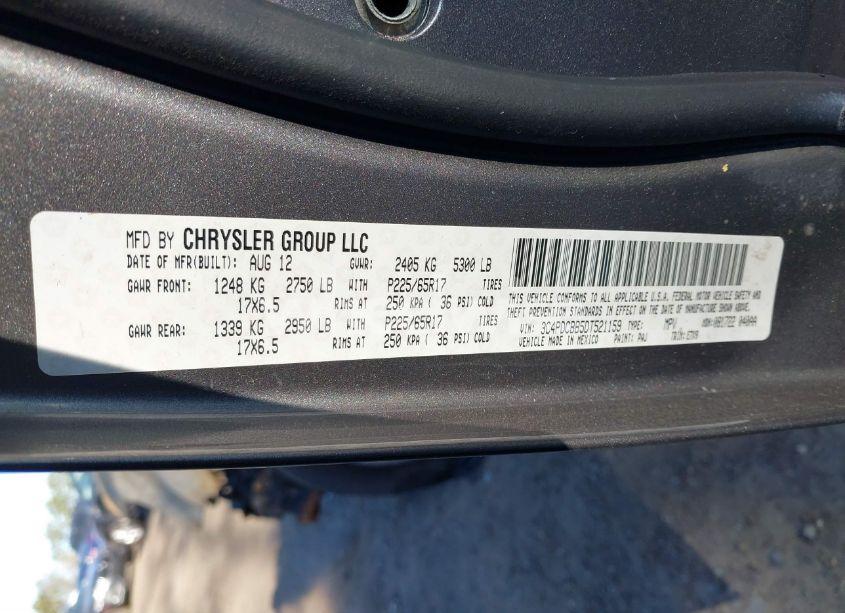 MFD BY CHRYSLER GROUP LLC
DATE OF MFR(BUILT): AUG 12 GVWR: 2405 KG 5300 LB
GAWR FRONT: 1248 KG 2750 LB WITH P225/65R17 TIRES
17X6.5 RIMS AT 250 KPA ( 36 PSI) COLD
GAWR REAR: 1339 KG 2950 LB WITH P225/65R17 TIRES
17X6.5 RIMS AT 250 KPA ( 36 PSI) COLD
THIS VEHICLE CONFORMS TO ALL APPLICABLE U.S.A. FEDERAL MOTOR VEHICLE SAFETY AND
THEFT PREVENTION STANDARDS IN EFFECT ON THE DATE OF MANUFACTURE SHOWN ABOVE.
VIN: 3C4PDCBB5DT521159 TYPE: MPV MDH:
VEHICLE MADE IN MEXICO PAINT: PAU TRIM: